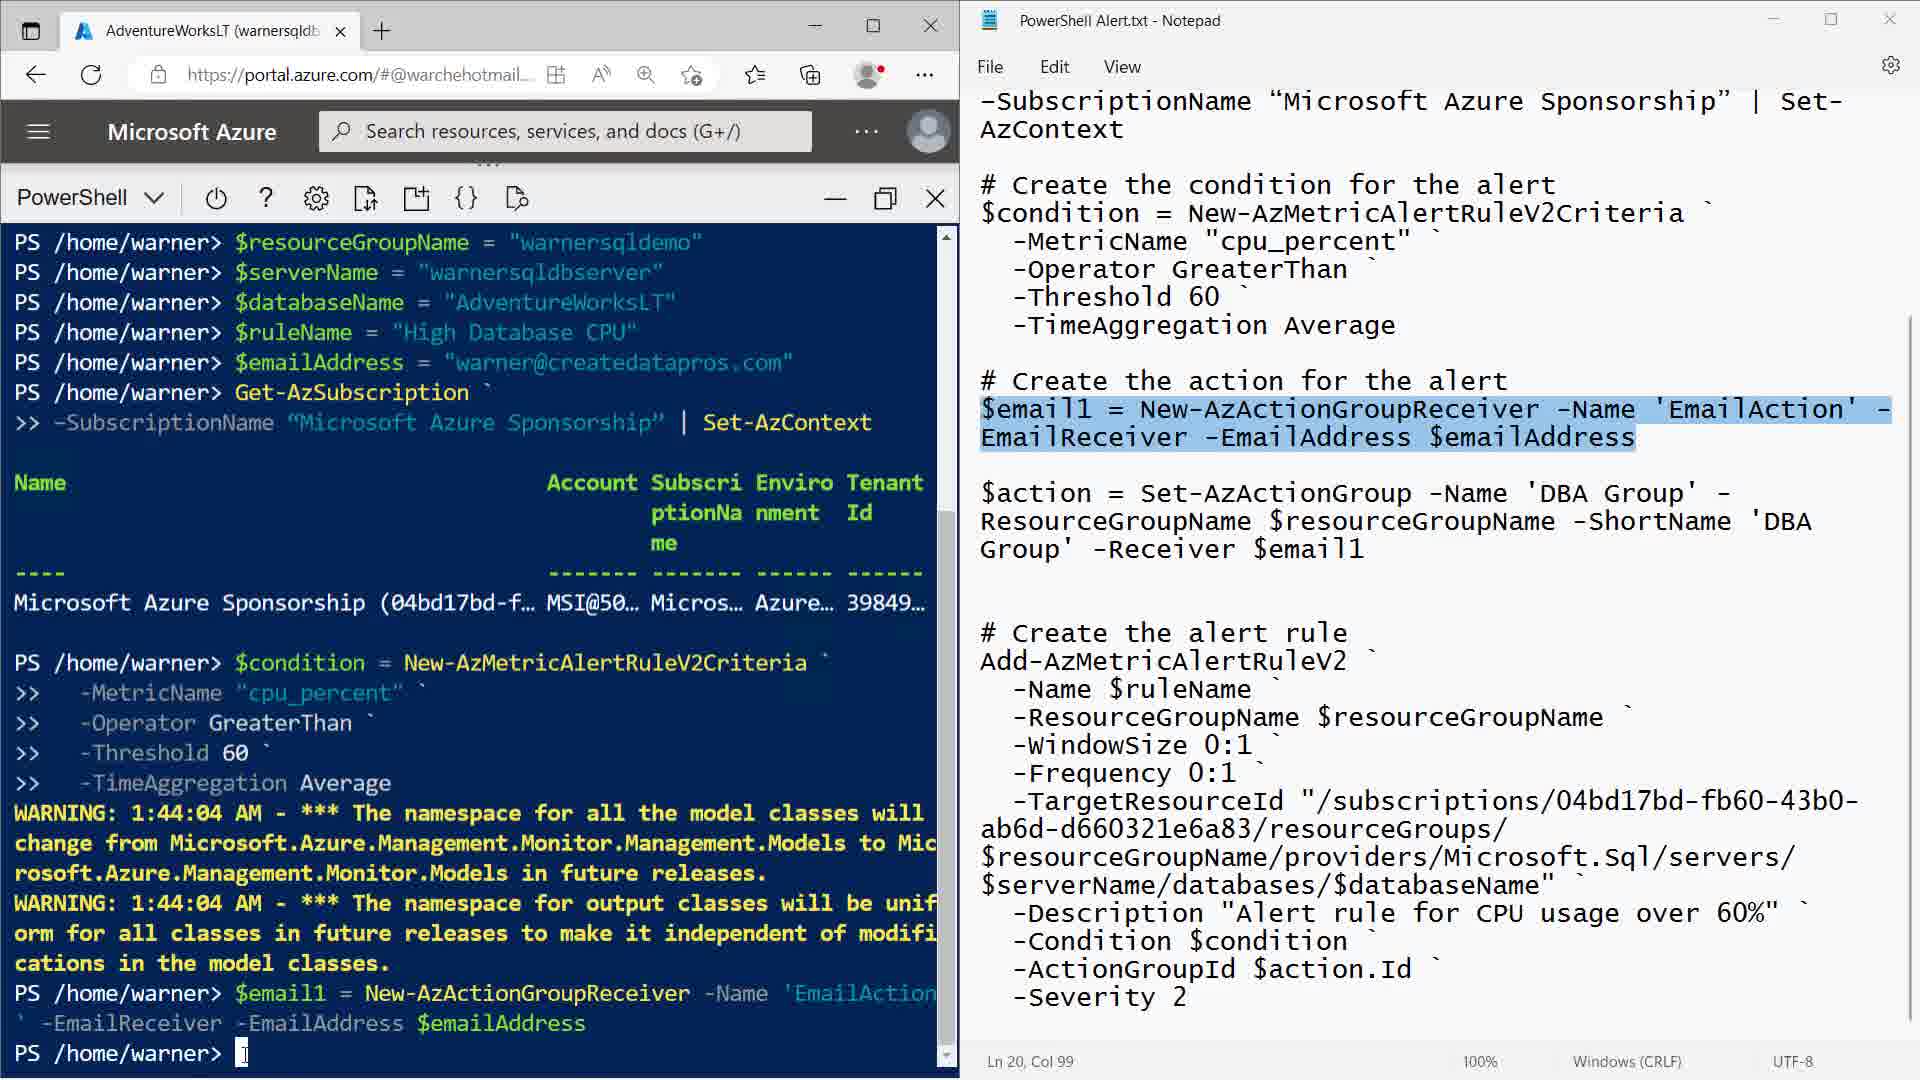 AdventureWorksLT (warnersqldb
https://portal.azure.com/#@warchehotmail...
Microsoft Azure
Search resources, services, and docs (G+/)
PowerShell
PS /home/warner> $resourceGroupName = "warnersqldemo"
PS /home/warner> $serverName = "warnersqldbserver"
PS /home/warner> $databaseName = "AdventureWorksLT"
PS /home/warner> $ruleName = "High Database CPU"
PS /home/warner> $emailAddress = "warner@createdatapros.com"
PS /home/warner> Get-AzSubscription `
>> -SubscriptionName “Microsoft Azure Sponsorship” | Set-AzContext
Name Account Subscri Enviro Tenant
ptionNa nment Id
me
---- ------- ------- ------ ------
Microsoft Azure Sponsorship (04bd17bd-f… MSI@50… Micros… Azure… 39849…
PS /home/warner> $condition = New-AzMetricAlertRuleV2Criteria `
>> -MetricName "cpu_percent" `
>> -Operator GreaterThan `
>> -Threshold 60 `
>> -TimeAggregation Average
WARNING: 1:44:04 AM - *** The namespace for all the model classes will
change from Microsoft.Azure.Management.Monitor.Management.Models to Mic
rosoft.Azure.Management.Monitor.Models in future releases.
WARNING: 1:44:04 AM - *** The namespace for output classes will be unif
orm for all classes in future releases to make it independent of modifi
cations in the model classes.
PS /home/warner> $email1 = New-AzActionGroupReceiver -Name 'EmailAction
' -EmailReceiver -EmailAddress $emailAddress
PS /home/warner>
PowerShell Alert.txt - Notepad
File Edit View
-SubscriptionName “Microsoft Azure Sponsorship” | Set-
AzContext
# Create the condition for the alert
$condition = New-AzMetricAlertRuleV2Criteria `
-MetricName "cpu_percent" `
-Operator GreaterThan `
-Threshold 60 `
-TimeAggregation Average
# Create the action for the alert
$email1 = New-AzActionGroupReceiver -Name 'EmailAction' -
EmailReceiver -EmailAddress $emailAddress
$action = Set-AzActionGroup -Name 'DBA Group' -
ResourceGroupName $resourceGroupName -ShortName 'DBA
Group' -Receiver $email1
# Create the alert rule
Add-AzMetricAlertRuleV2 `
-Name $ruleName `
-ResourceGroupName $resourceGroupName `
-WindowSize 0:1 `
-Frequency 0:1 `
-TargetResourceId "/subscriptions/04bd17bd-fb60-43b0-
ab6d-d660321e6a83/resourceGroups/
$resourceGroupName/providers/Microsoft.Sql/servers/
$serverName/databases/$databaseName" `
-Description "Alert rule for CPU usage over 60%" `
-Condition $condition `
-ActionGroupId $action.Id `
-Severity 2
Ln 20, Col 99 100% Windows (CRLF) UTF-8